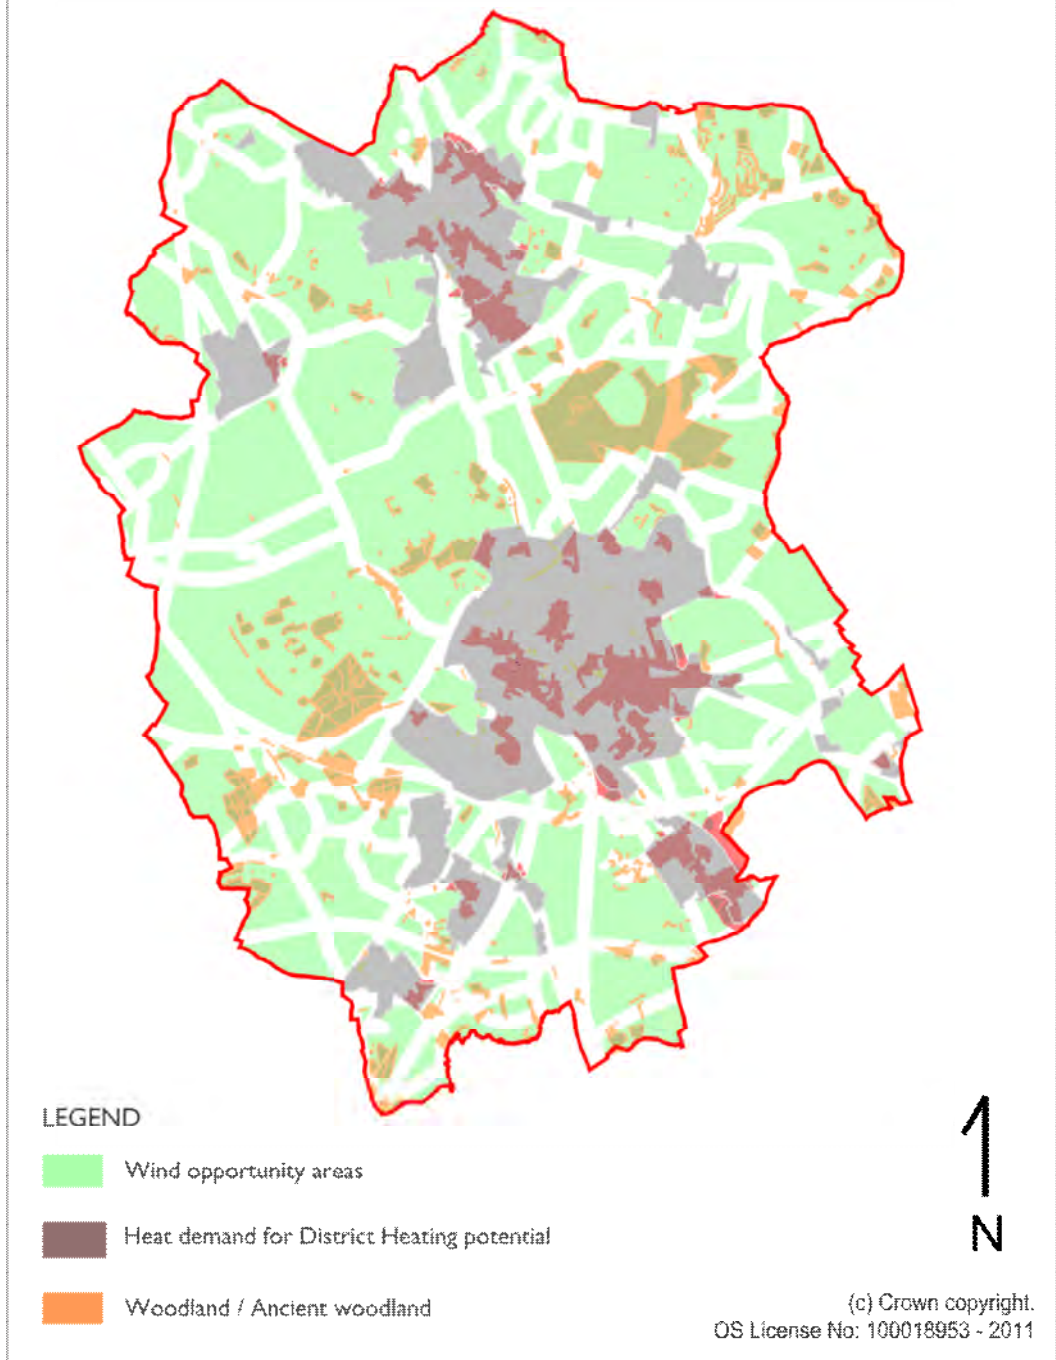 LEGEND
Wind opportunity areas
Heat demand for District Heating potential
Woodland / Ancient woodland
N
(c) Crown copyright.
OS License No: 100018953 - 2011